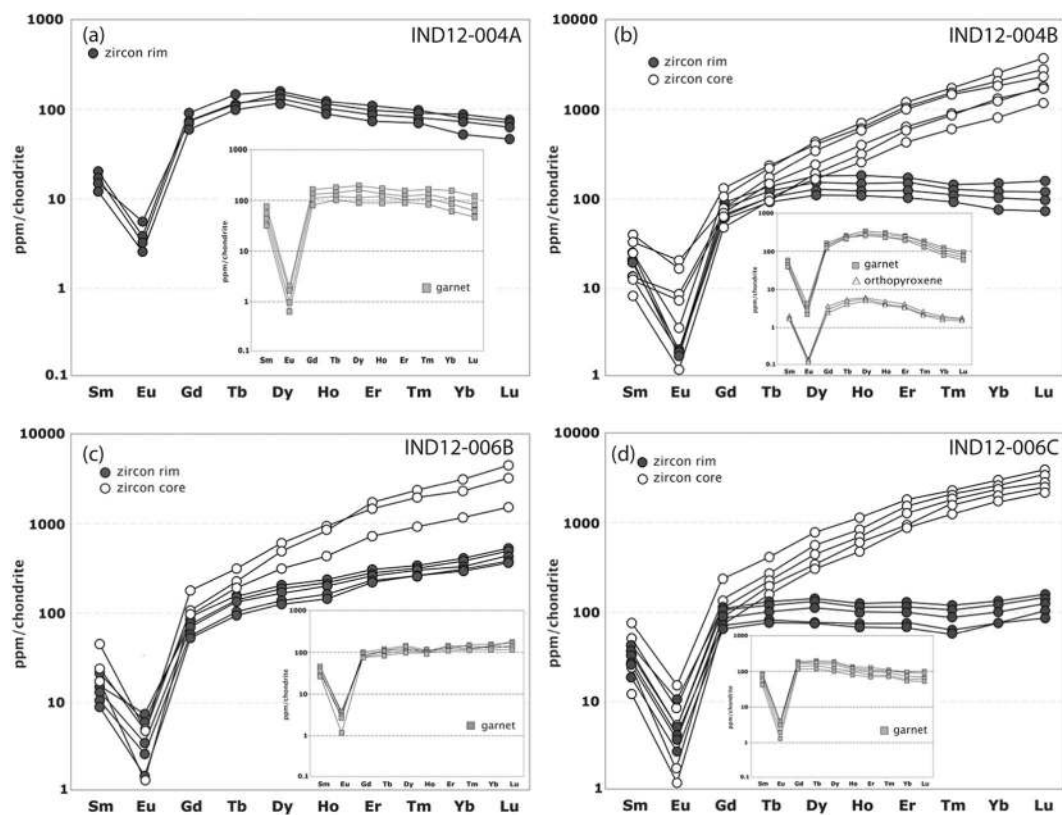 (a) IND12-004A
zircon rim
ppm/chondrite
1000
100
10
1
0.1
Sm Eu Gd Tb Dy Ho Er Tm Yb Lu
ppm/chondrite
1000
100
10
1
0.1
garnet
Sm Eu Gd Tb Dy Ho Er Tm Yb Lu
(b) IND12-004B
zircon rim
zircon core
ppm/chondrite
10000
1000
100
10
1
Sm Eu Gd Tb Dy Ho Er Tm Yb Lu
ppm/chondrite
1000
100
10
1
0.1
garnet
orthopyroxene
Sm Eu Gd Tb Dy Ho Er Tm Yb Lu
(c) IND12-006B
zircon rim
zircon core
ppm/chondrite
10000
1000
100
10
1
Sm Eu Gd Tb Dy Ho Er Tm Yb Lu
ppm/chondrite
1000
100
10
1
0.1
garnet
Sm Eu Gd Tb Dy Ho Er Tm Yb Lu
(d) IND12-006C
zircon rim
zircon core
ppm/chondrite
10000
1000
100
10
1
Sm Eu Gd Tb Dy Ho Er Tm Yb Lu
ppm/chondrite
1000
100
10
1
0.1
garnet
Sm Eu Gd Tb Dy Ho Er Tm Yb Lu